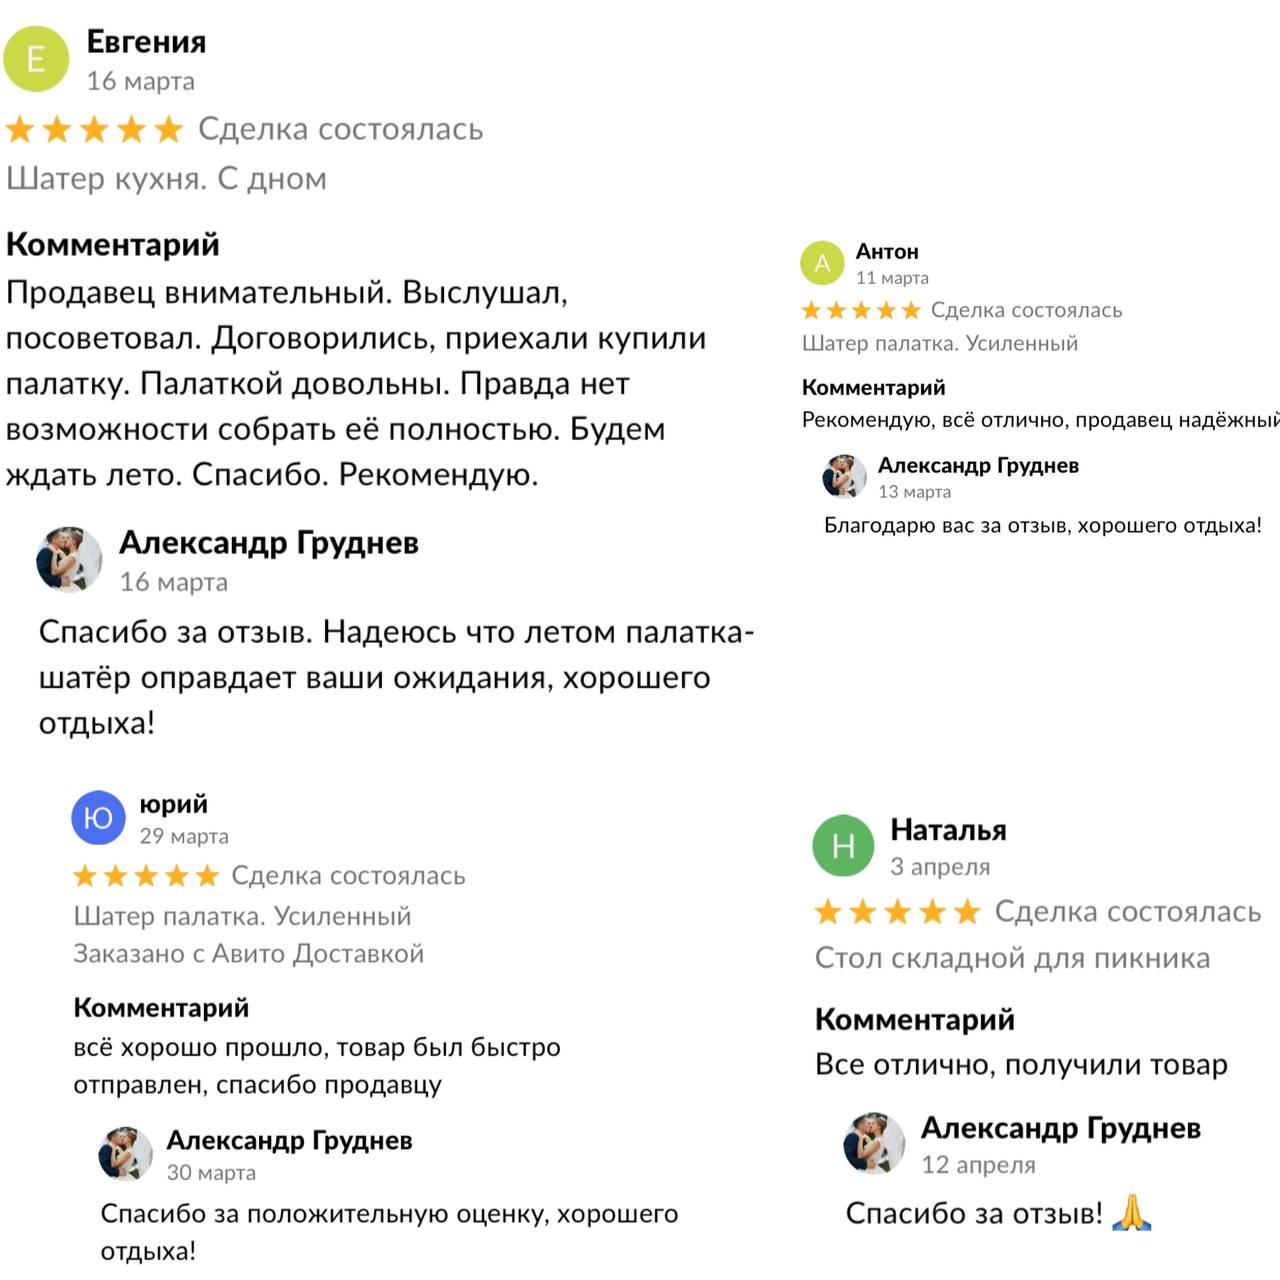 Е
Евгения
16 марта
Сделка состоялась
Шатер кухня. С дном
Комментарий
Продавец внимательный. Выслушал,
посоветовал. Договорились, приехали купили
палатку. Палаткой довольны. Правда нет
возможности собрать её полностью. Будем
ждать лето. Спасибо. Рекомендую.
Александр Груднев
16 марта
Спасибо за отзыв. Надеюсь что летом палатка-
шатёр оправдает ваши ожидания, хорошего
отдыха!
А
Антон
11 марта
Сделка состоялась
Шатер палатка. Усиленный
Комментарий
Рекомендую, всё отлично, продавец надёжный
Александр Груднев
13 марта
Благодарю вас за отзыв, хорошего отдыха!
Ю
юрий
29 марта
Сделка состоялась
Шатер палатка. Усиленный
Заказано с Авито Доставкой
Комментарий
всё хорошо прошло, товар был быстро
отправлен, спасибо продавцу
Александр Груднев
30 марта
Спасибо за положительную оценку, хорошего
отдыха!
Н
Наталья
3 апреля
Сделка состоялась
Стол складной для пикника
Комментарий
Все отлично, получили товар
Александр Груднев
12 апреля
Спасибо за отзыв! 🙏